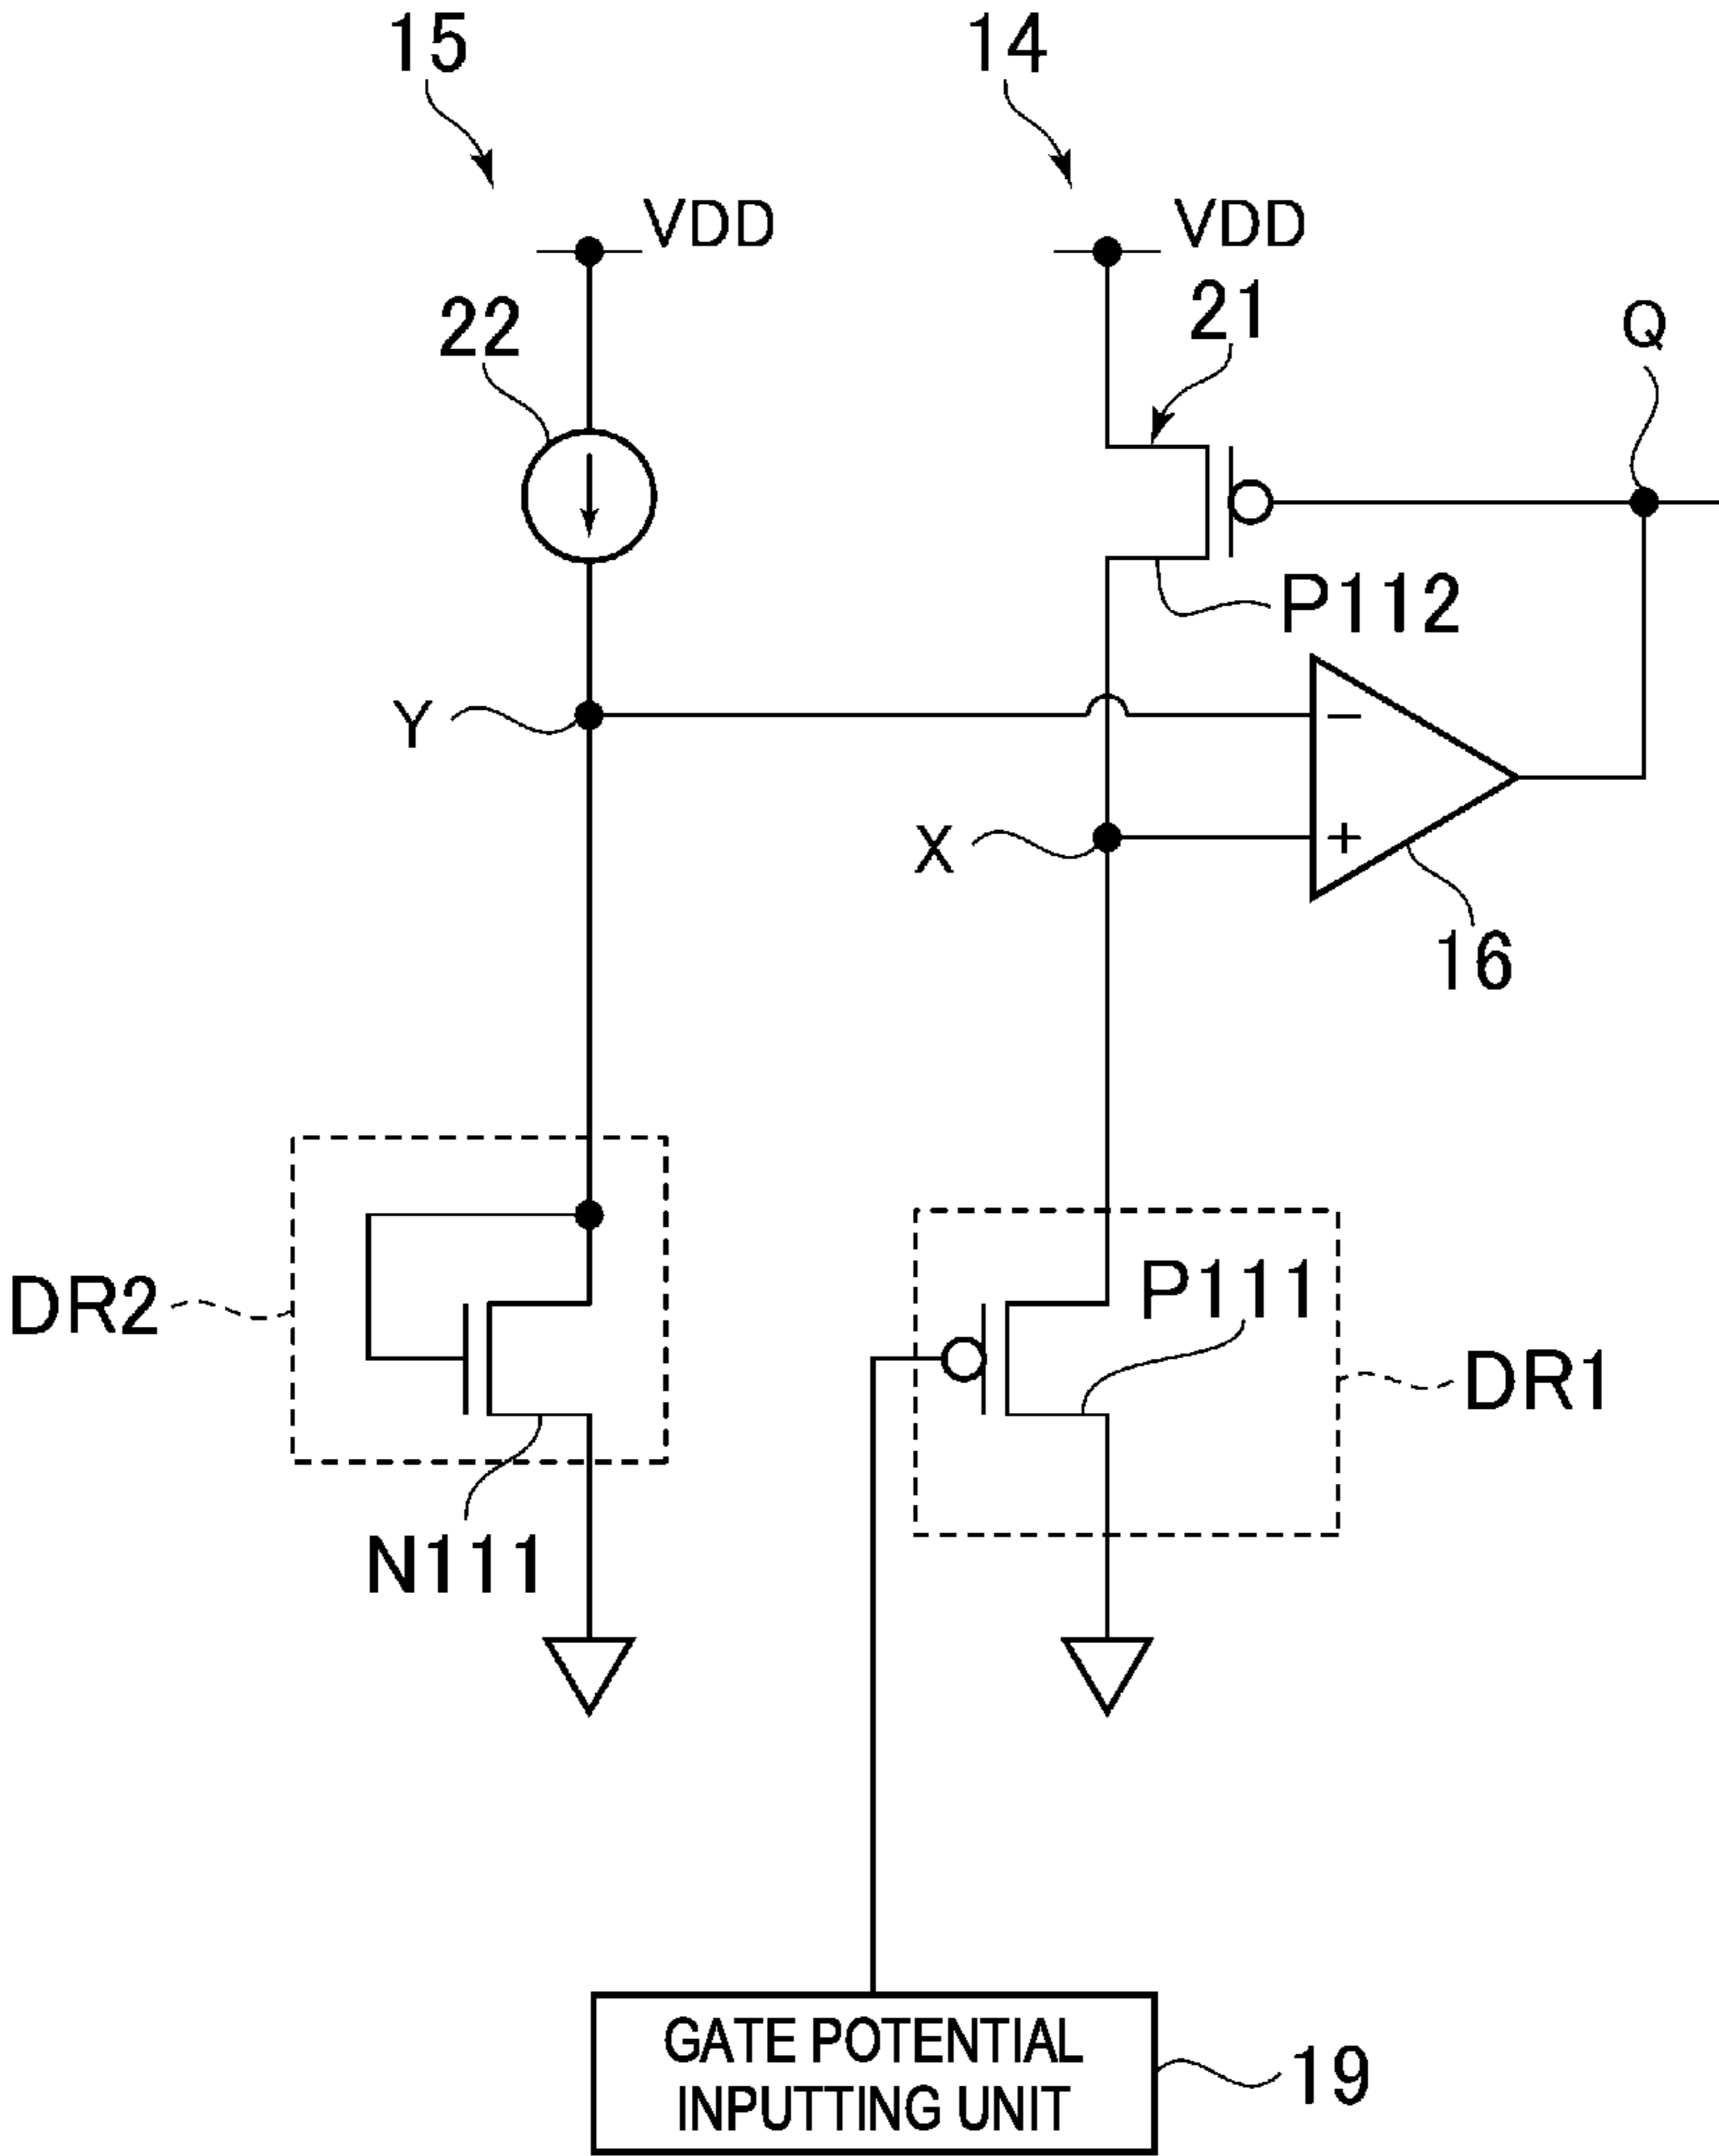 15
14
VDD
VDD
22
21
Q
P112
Y
−
X
+
16
DR2
P111
DR1
N111
GATE POTENTIAL
INPUTTING UNIT
19